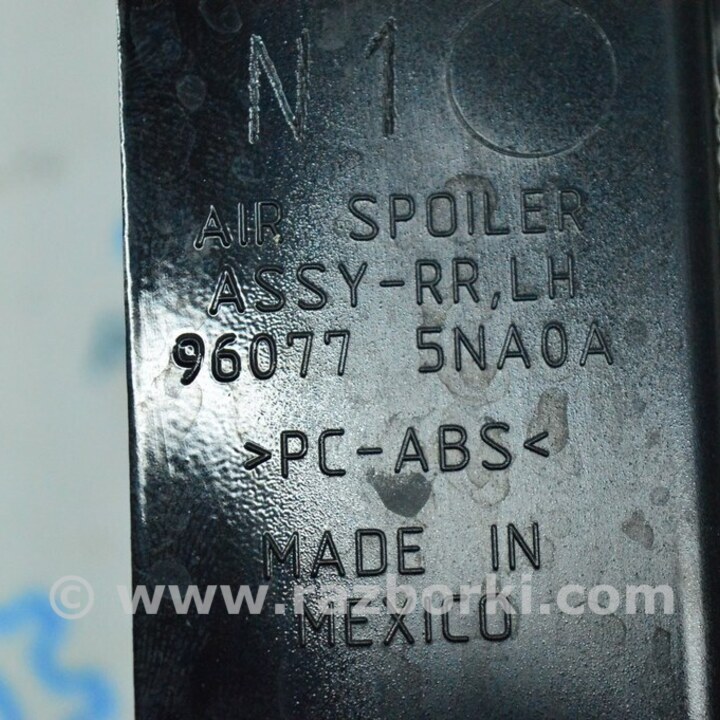 N1
AIR SPOILER
ASSY-RR,LH
96077 5NA0A
>PC-ABS<
MADE IN
© www.razborki.com
MEXICO